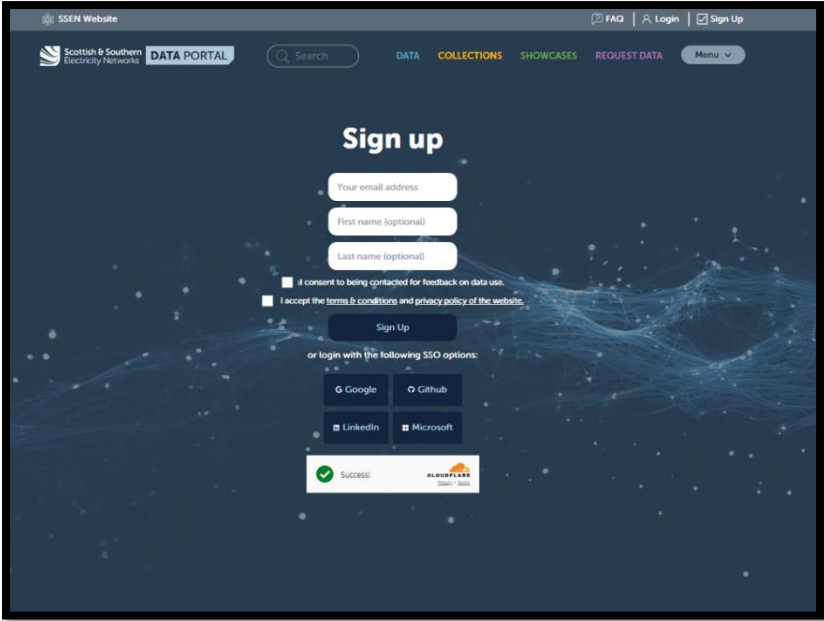 SSEN Website FAQ Login Sign Up
Scottish & Southern
Electricity Networks DATA PORTAL Search DATA COLLECTIONS SHOWCASES REQUEST DATA Menu
Sign up
Your email address
First name (optional)
Last name (optional)
I consent to being contacted for feedback on data use.
I accept the terms & conditions and privacy policy of the website.
Sign Up
or login with the following SSO options:
Google Github
LinkedIn Microsoft
Success! CLOUDFLARE
Privacy • Terms